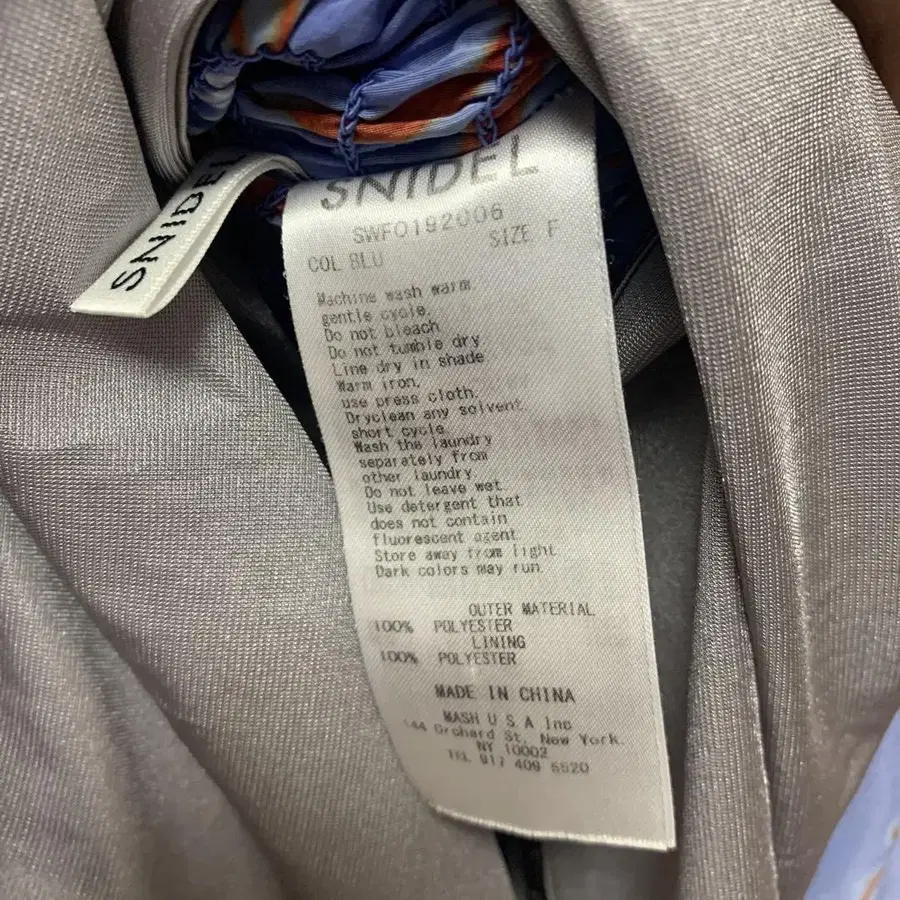 SNIDEL
SNIDEL
SWFO192006
COL BLU SIZE F
Machine wash warm.
gentle cycle.
Do not bleach
Do not tumble dry
Line dry in shade
Warm iron.
use press cloth.
Dryclean any solvent.
short cycle
Wash the laundry
separately from
other laundry.
Do not leave wet.
Use detergent that
does not contain
fluorescent agent.
Store away from light
Dark colors may run.
OUTER MATERIAL
100% POLYESTER
LINING
100% POLYESTER
MADE IN CHINA
MASH U S A Inc
144 Orchard St, New York.
NY 10002
TEL 917 409 5520